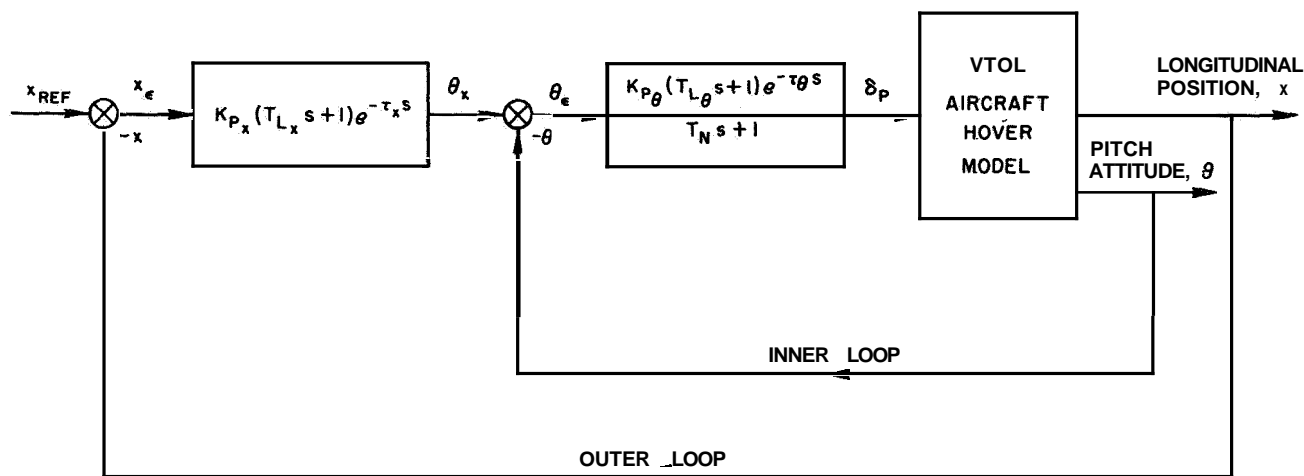 x_REF
x_ϵ
-x
K_Px (T_Lx s+1)e^-τ_x s
θ_x
θ_ϵ
-θ
K_Pθ (T_Lθ s+1)e^-τθ s
T_N s+1
δ_P
VTOL
AIRCRAFT
HOVER
MODEL
LONGITUDINAL
POSITION, x
PITCH
ATTITUDE, θ
INNER LOOP
OUTER LOOP